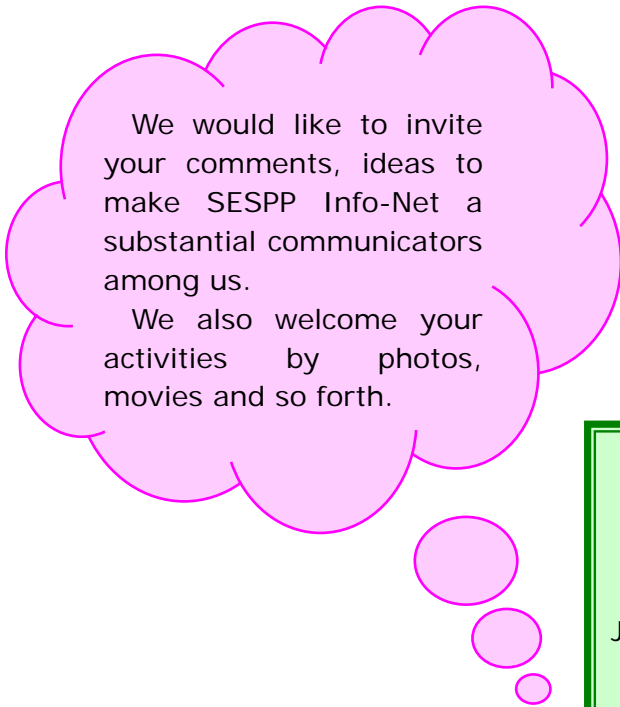 We would like to invite
your comments, ideas to
make SESPP Info-Net a
substantial communicators
among us.
We also welcome your
activities by photos,
movies and so forth.
J